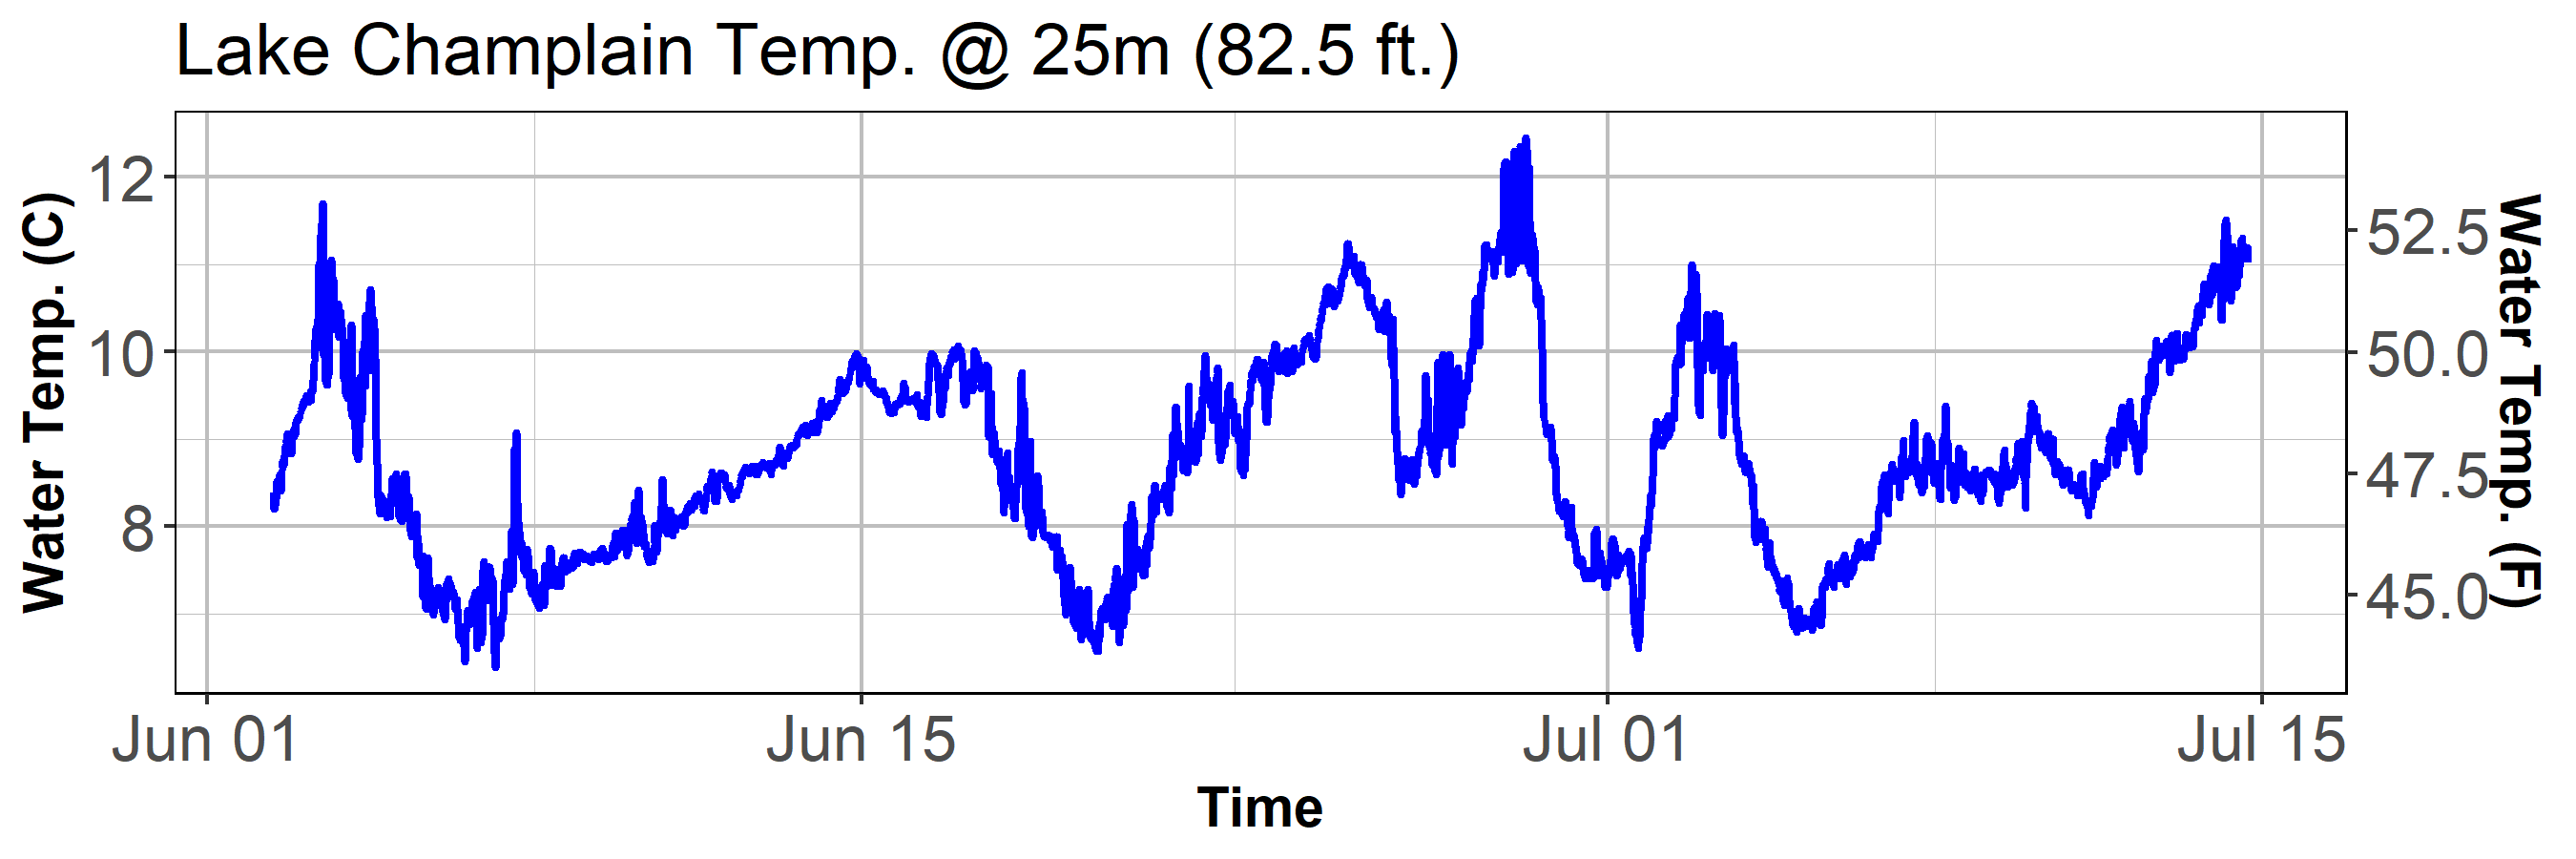 Lake Champlain Temp. @ 25m (82.5 ft.)
Water Temp. (C)
12
10
8
52.5
50.0
47.5
45.0
Water Temp. (F)
Jun 01
Jun 15
Jul 01
Jul 15
Time